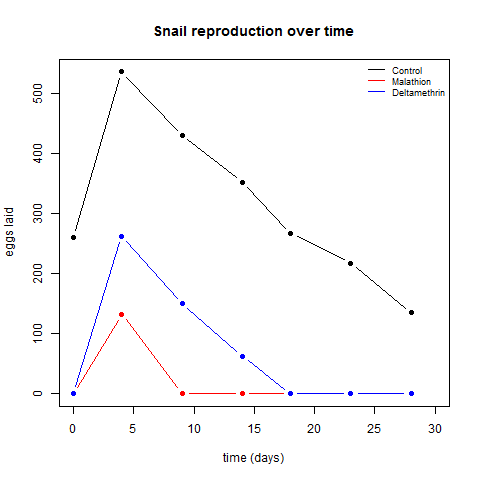 Snail reproduction over time
Control
Malathion
Deltamethrin
500
400
300
200
100
0
eggs laid
0 5 10 15 20 25 30
time (days)